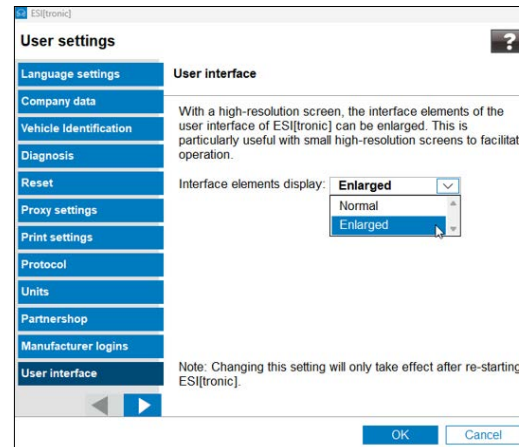 ESI[tronic]
User settings
?
Language settings
Company data
Vehicle Identification
Diagnosis
Reset
Proxy settings
Print settings
Protocol
Units
Partnershop
Manufacturer logins
User interface
User interface
With a high-resolution screen, the interface elements of the
user interface of ESI[tronic] can be enlarged. This is
particularly useful with small high-resolution screens to facilitat
operation.
Interface elements display: Enlarged
Normal
Enlarged
Note: Changing this setting will only take effect after re-starting
ESI[tronic].
OK Cancel